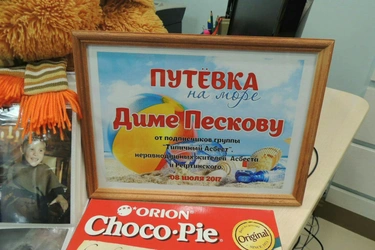 ПУТЁВКА
на море
Диме Пескову
от подписчиков группы
"Типичный Асбест",
неравнодушных жителей Асбеста
и Рефтинского.
08 июля 2017
ORION
Choco•Pie
Original